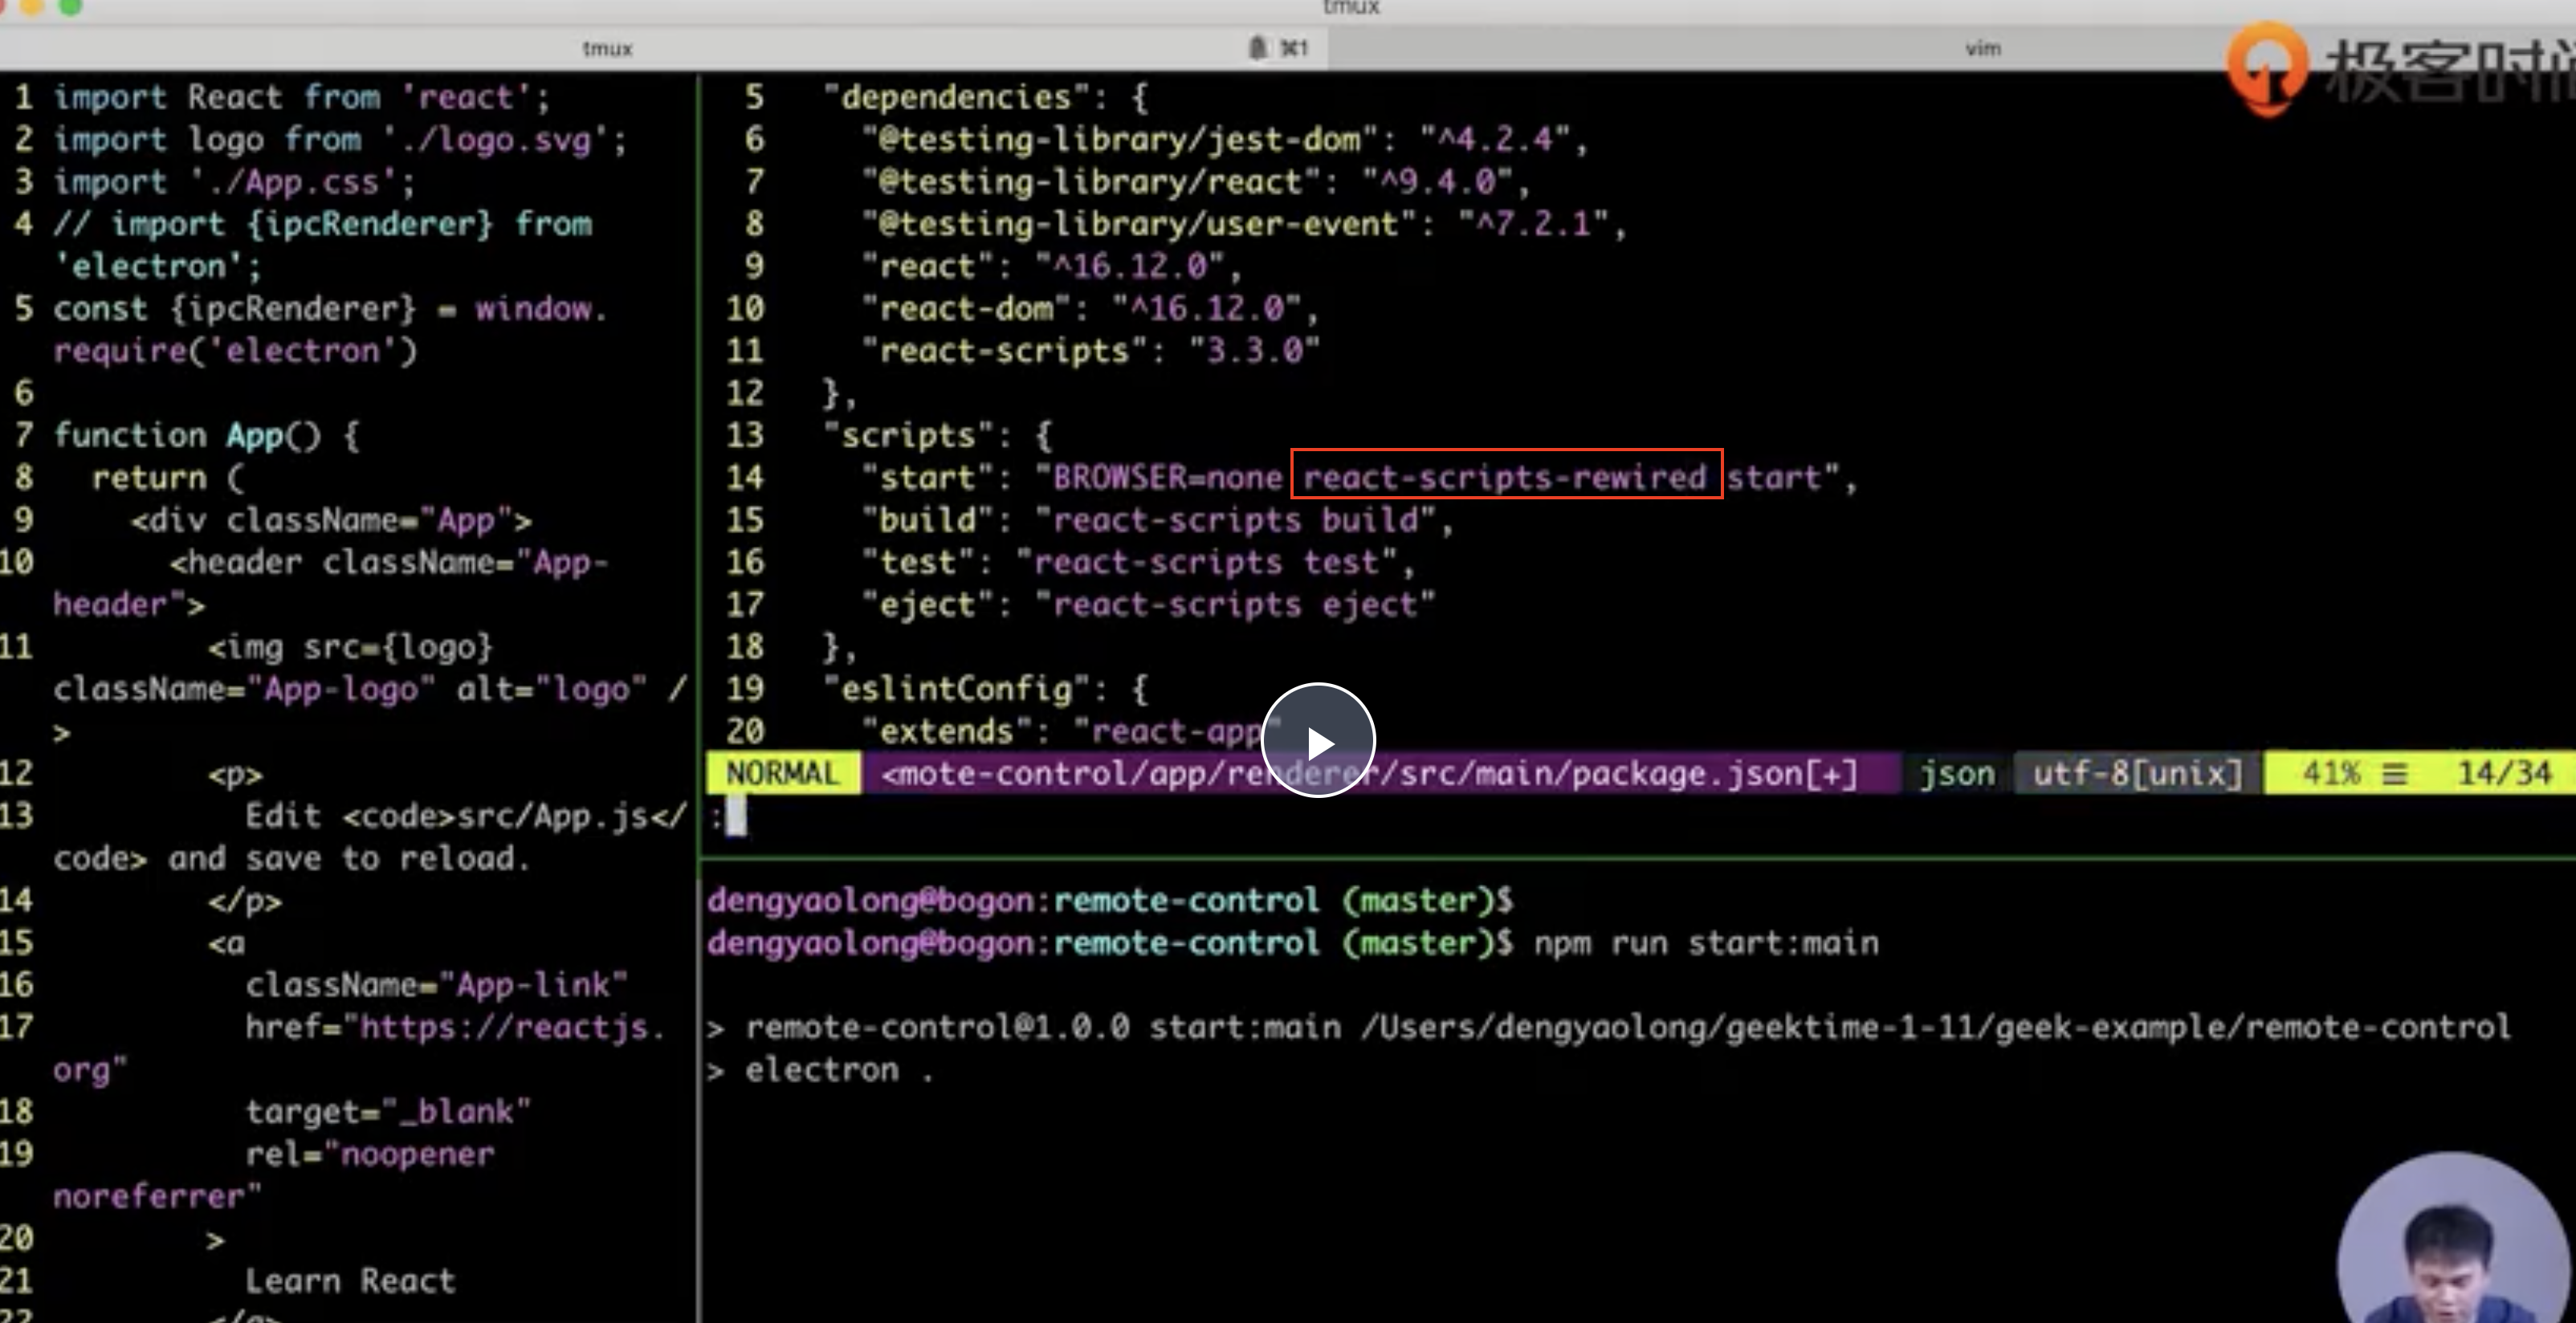 tmux
tmux
⌘1
vim
极客时间
1 import React from 'react';
2 import logo from './logo.svg';
3 import './App.css';
4 // import {ipcRenderer} from
'electron';
5 const {ipcRenderer} = window.
require('electron')
6
7 function App() {
8 return (
9 <div className="App">
10 <header className="App-
header">
11 <img src={logo}
className="App-logo" alt="logo" /
>
12 <p>
13 Edit <code>src/App.js</
code> and save to reload.
14 </p>
15 <a
16 className="App-link"
17 href="https://reactjs.
org"
18 target="_blank"
19 rel="noopener
noreferrer"
20 >
21 Learn React
22 </a>
5 "dependencies": {
6 "@testing-library/jest-dom": "^4.2.4",
7 "@testing-library/react": "^9.4.0",
8 "@testing-library/user-event": "^7.2.1",
9 "react": "^16.12.0",
10 "react-dom": "^16.12.0",
11 "react-scripts": "3.3.0"
12 },
13 "scripts": {
14 "start": "BROWSER=none react-scripts-rewired start",
15 "build": "react-scripts build",
16 "test": "react-scripts test",
17 "eject": "react-scripts eject"
18 },
19 "eslintConfig": {
20 "extends": "react-app"
NORMAL <mote-control/app/renderer/src/main/package.json[+] json utf-8[unix] 41% ☰ 14/34
:
dengyaolong@bogon:remote-control (master)$
dengyaolong@bogon:remote-control (master)$ npm run start:main
> remote-control@1.0.0 start:main /Users/dengyaolong/geektime-1-11/geek-example/remote-control
> electron .